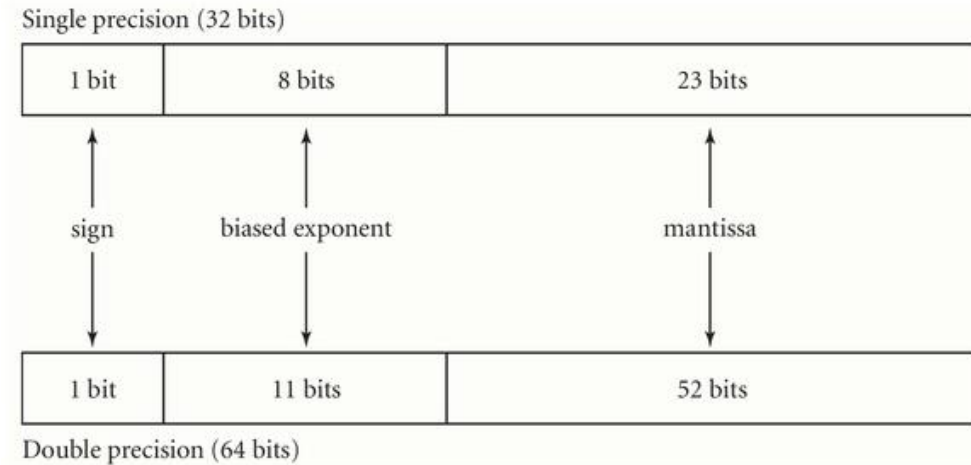 Single precision (32 bits)
1 bit 8 bits 23 bits
sign biased exponent mantissa
1 bit 11 bits 52 bits
Double precision (64 bits)